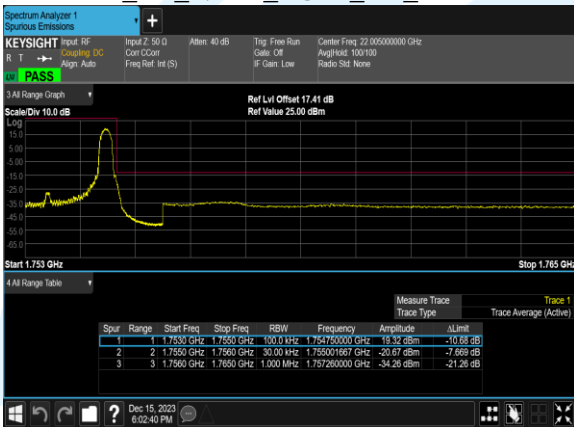 Spectrum Analyzer 1
Spurious Emissions
+
KEYSIGHT Input: RF Input Z: 50 Ω Atten: 40 dB Trig: Free Run Center Freq: 22.005000000 GHz
R T Coupling: DC Corr CCorr Gate: Off Avg|Hold: 100/100
Align: Auto Freq Ref: Int (S) IF Gain: Low Radio Std: None
PASS
3 All Range Graph
Ref Lvl Offset 17.41 dB
Scale/Div 10.0 dB Ref Value 25.00 dBm
Log
15.0
5.00
-5.00
-15.0
-25.0
-35.0
-45.0
-55.0
-65.0
Start 1.753 GHz Stop 1.765 GHz
4 All Range Table
Measure Trace Trace 1
Trace Type Trace Average (Active)
Spur Range Start Freq Stop Freq RBW Frequency Amplitude ΔLimit
1 1 1.7530 GHz 1.7550 GHz 100.0 kHz 1.754750000 GHz 19.32 dBm -10.68 dB
2 2 1.7550 GHz 1.7560 GHz 30.00 kHz 1.755001667 GHz -20.67 dBm -7.669 dB
3 3 1.7560 GHz 1.7650 GHz 1.000 MHz 1.757260000 GHz -34.26 dBm -21.26 dB
? Dec 15, 2023
6:02:40 PM